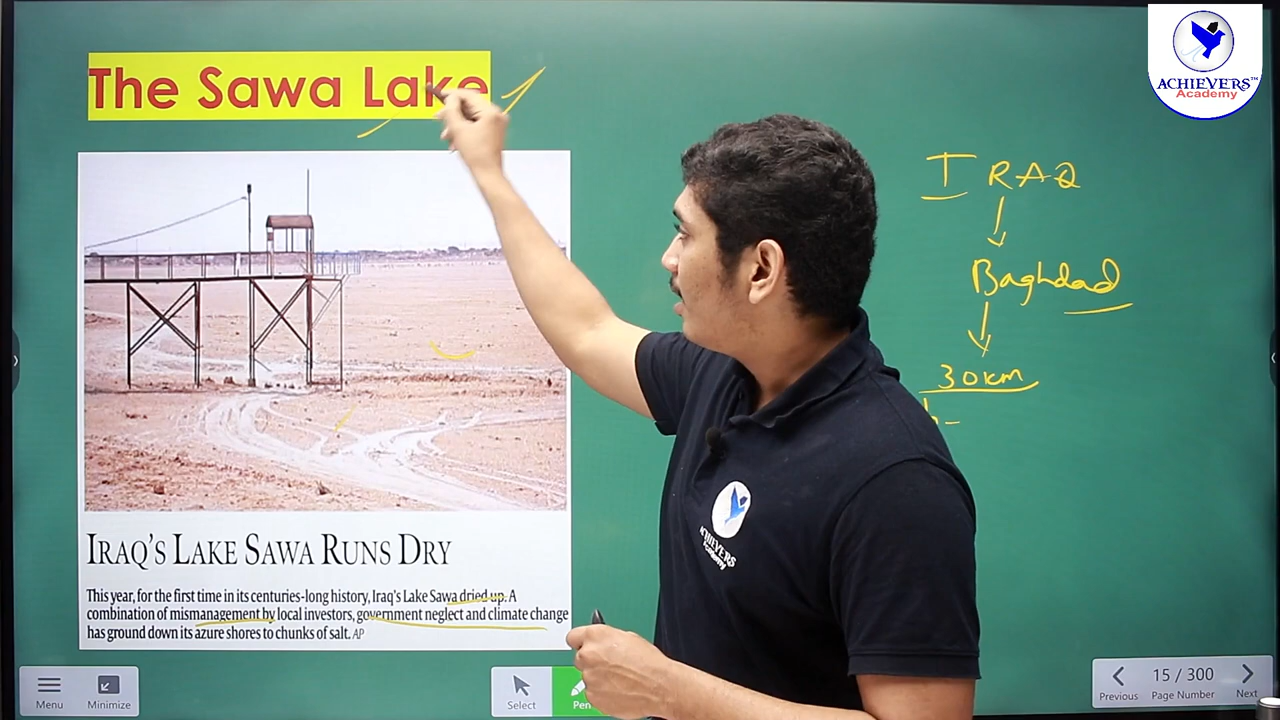 The Sawa Lake
IRAQ'S LAKE SAWA RUNS DRY
This year, for the first time in its centuries-long history, Iraq's Lake Sawa dried up. A
combination of mismanagement by local investors, government neglect and climate change
has ground down its azure shores to chunks of salt. AP
IRAQ
Baghdad
30km
ACHIEVERS™
Academy
ACHIEVERS
Academy
Menu
Minimize
Select
Pen
15 / 300
Previous
Page Number
Next